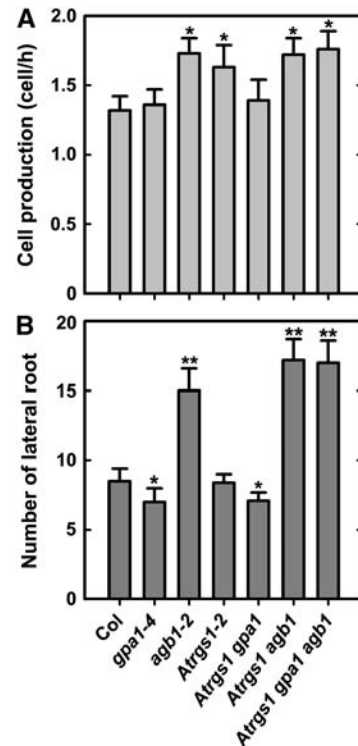 A
Cell production (cell/h)
2.0
1.5
1.0
.5
0
*
*
*
*
B
Number of lateral root
20
15
10
5
0
*
**
*
**
**
Col
gpa1-4
agb1-2
Atrgs1-2
Atrgs1 gpa1
Atrgs1 agb1
Atrgs1 gpa1 agb1